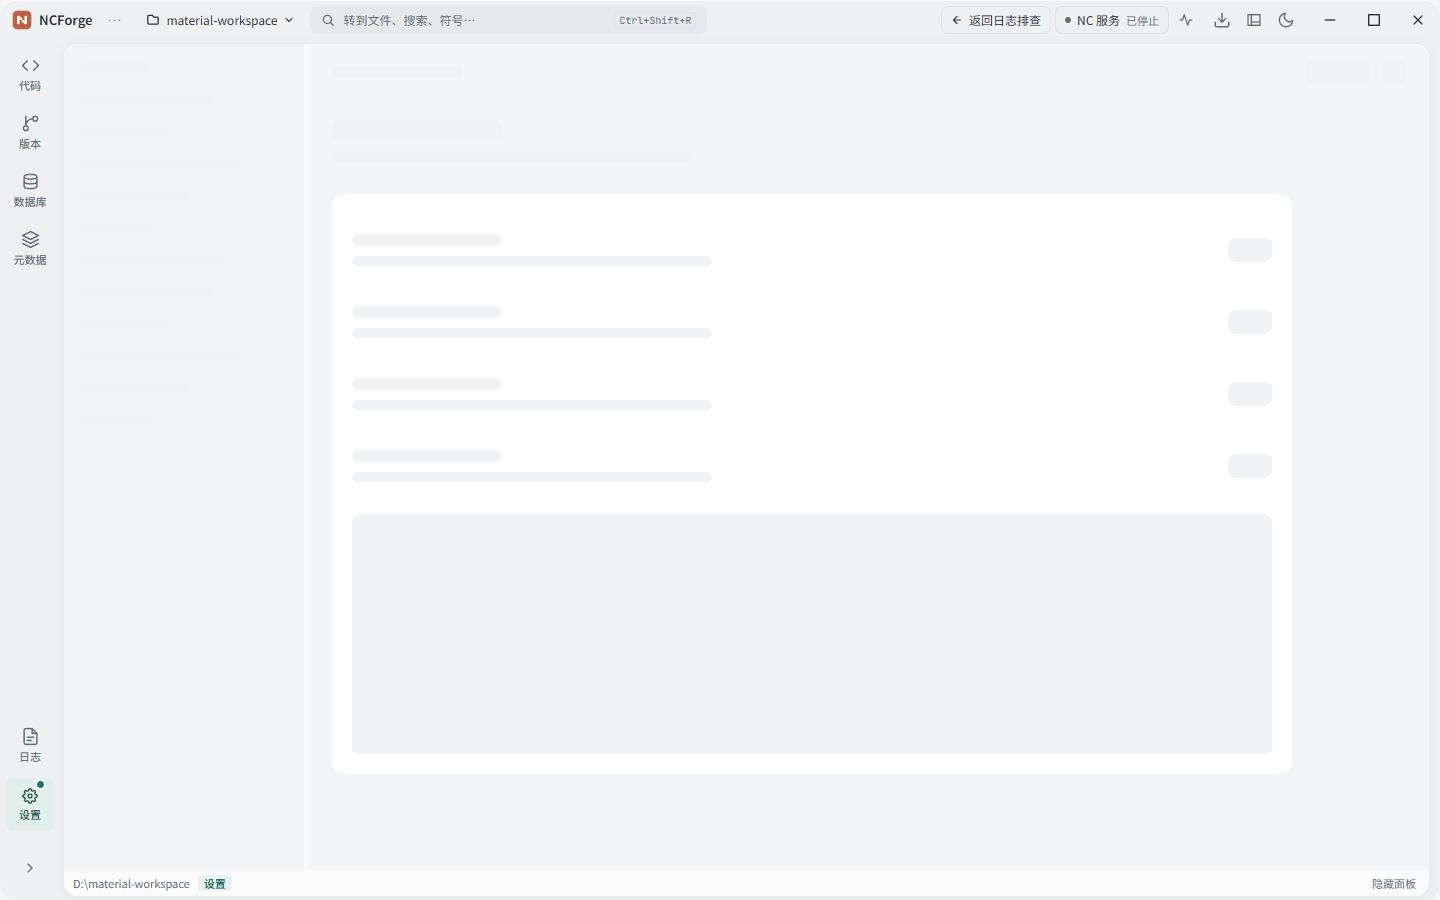 NCForge ··· material-workspace 转到文件、搜索、符号… Ctrl+Shift+R 返回日志排查 NC 服务 已停止
代码
版本
数据库
元数据
日志
设置
D:\material-workspace 设置 隐藏面板